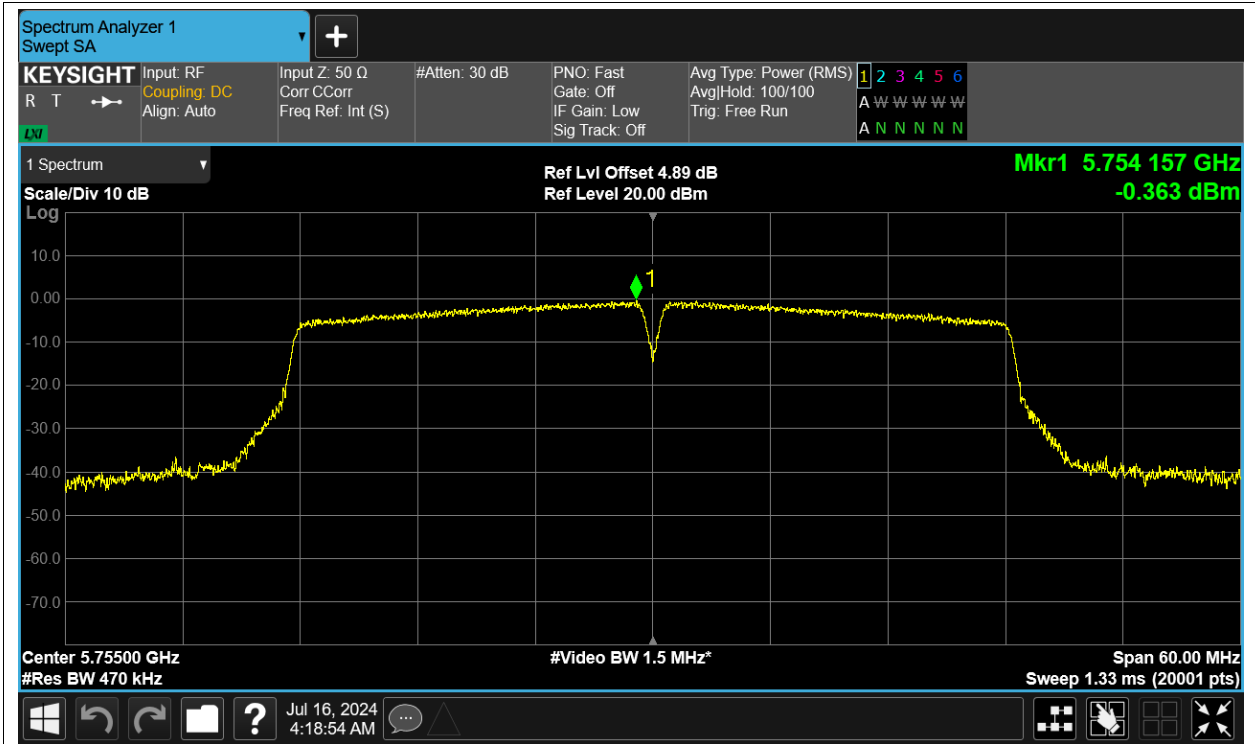 Spectrum Analyzer 1
Swept SA
+
KEYSIGHT
R T
LXI
Input: RF
Coupling: DC
Align: Auto
Input Z: 50 Ω
Corr CCorr
Freq Ref: Int (S)
#Atten: 30 dB
PNO: Fast
Gate: Off
IF Gain: Low
Sig Track: Off
Avg Type: Power (RMS)
Avg|Hold: 100/100
Trig: Free Run
1 2 3 4 5 6
A W W W W W
A N N N N N
1 Spectrum
Scale/Div 10 dB
Log
Ref Lvl Offset 4.89 dB
Ref Level 20.00 dBm
Mkr1 5.754 157 GHz
-0.363 dBm
10.0
0.00
-10.0
-20.0
-30.0
-40.0
-50.0
-60.0
-70.0
1
Center 5.75500 GHz
#Res BW 470 kHz
#Video BW 1.5 MHz*
Span 60.00 MHz
Sweep 1.33 ms (20001 pts)
?
Jul 16, 2024
4:18:54 AM